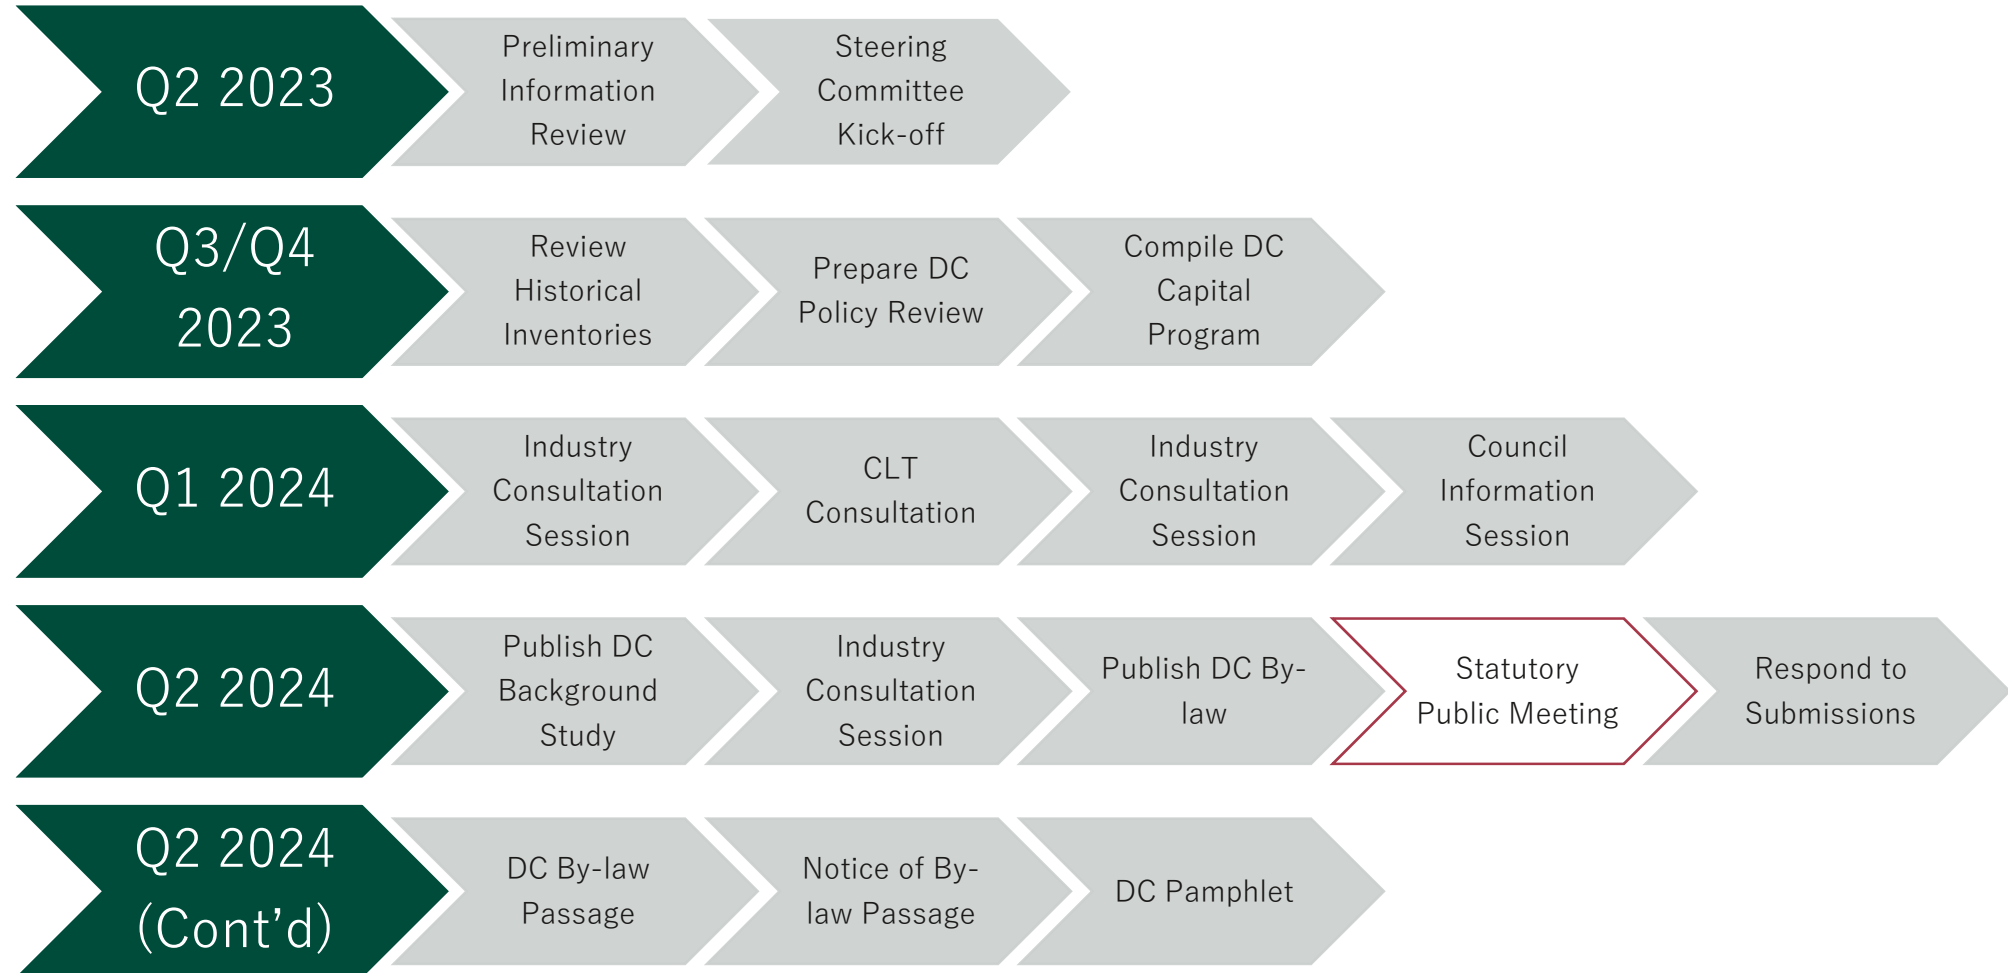 Q2 2023
Preliminary
Information
Review
Steering
Committee
Kick-off
Q3/Q4
2023
Review
Historical
Inventories
Prepare DC
Policy Review
Compile DC
Capital
Program
Q1 2024
Industry
Consultation
Session
CLT
Consultation
Industry
Consultation
Session
Council
Information
Session
Q2 2024
Publish DC
Background
Study
Industry
Consultation
Session
Publish DC By-
law
Statutory
Public Meeting
Respond to
Submissions
Q2 2024
(Cont’d)
DC By-law
Passage
Notice of By-
law Passage
DC Pamphlet